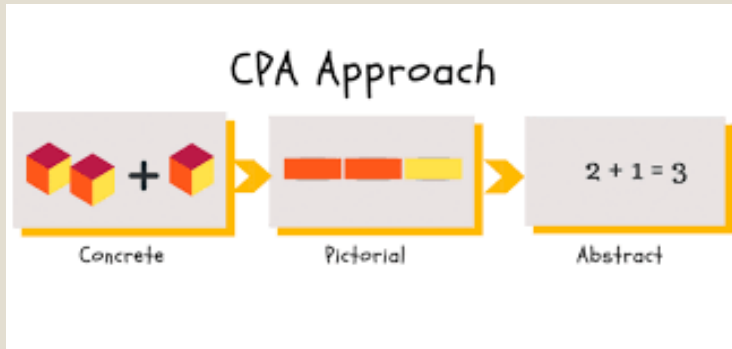 CPA Approach
+
2 + 1 = 3
Concrete
Pictorial
Abstract